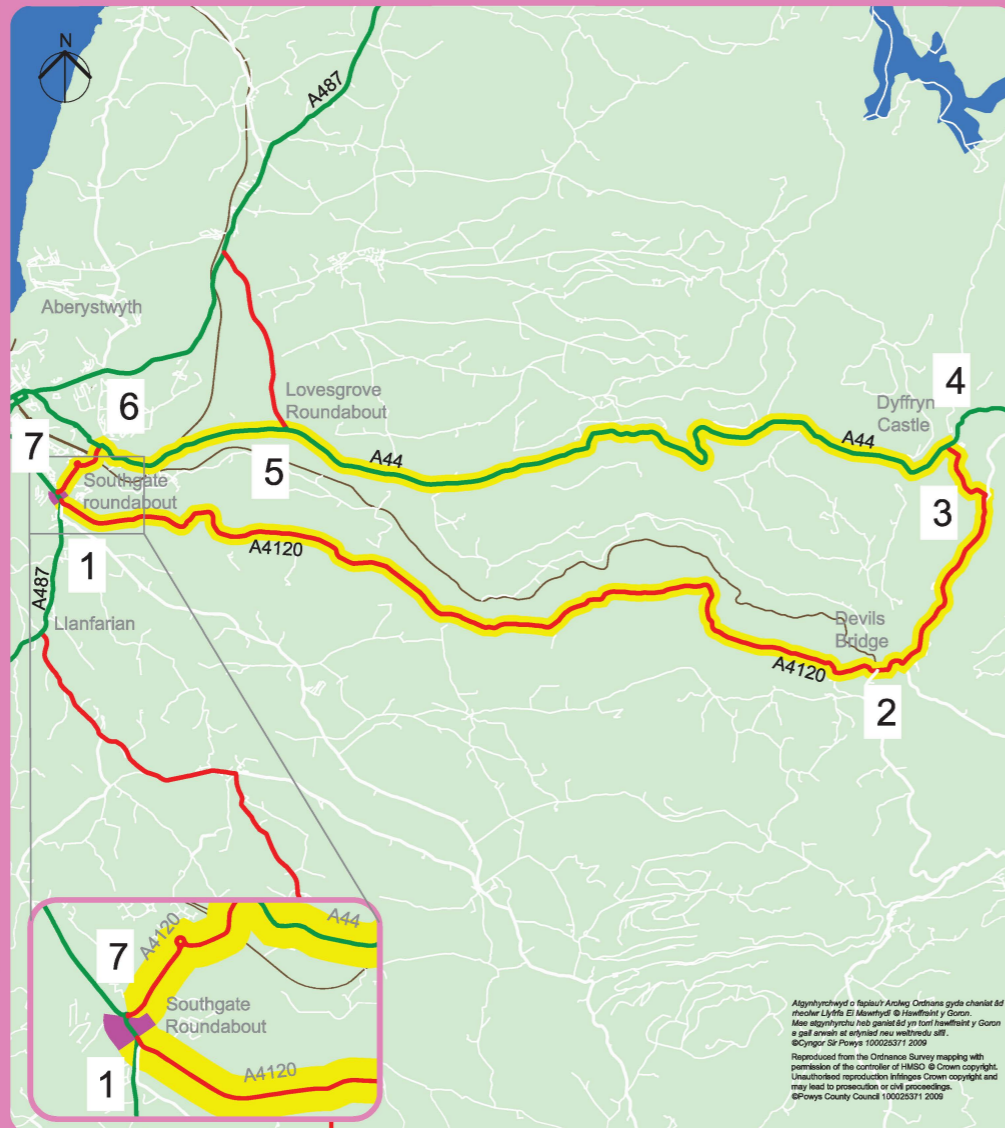 N
A487
Aberystwyth
Lovesgrove
Roundabout
4
Dyffryn
Castle
6
7
A44
A44
5
Southgate
roundabout
3
A4120
1
A487
Llanfarian
Devils
Bridge
A4120
2
A4120
A44
7
Southgate
Roundabout
1
A4120
Atgynhyrchwyd o fapiau'r Arolwg Ordnans gyda chaniatâd
rheolwr Llyfrfa Ei Mawrhydi © Hawlfraint y Goron.
Mae atgynhyrchu heb ganiatâd yn torri hawlfraint y Goron
a gall arwain at erlyniad neu weithredu sifil.
©Cyngor Sir Powys 100025371 2009
Reproduced from the Ordnance Survey mapping with
permission of the controller of HMSO © Crown copyright.
Unauthorised reproduction infringes Crown copyright and
may lead to prosecution or civil proceedings.
©Powys County Council 100025371 2009